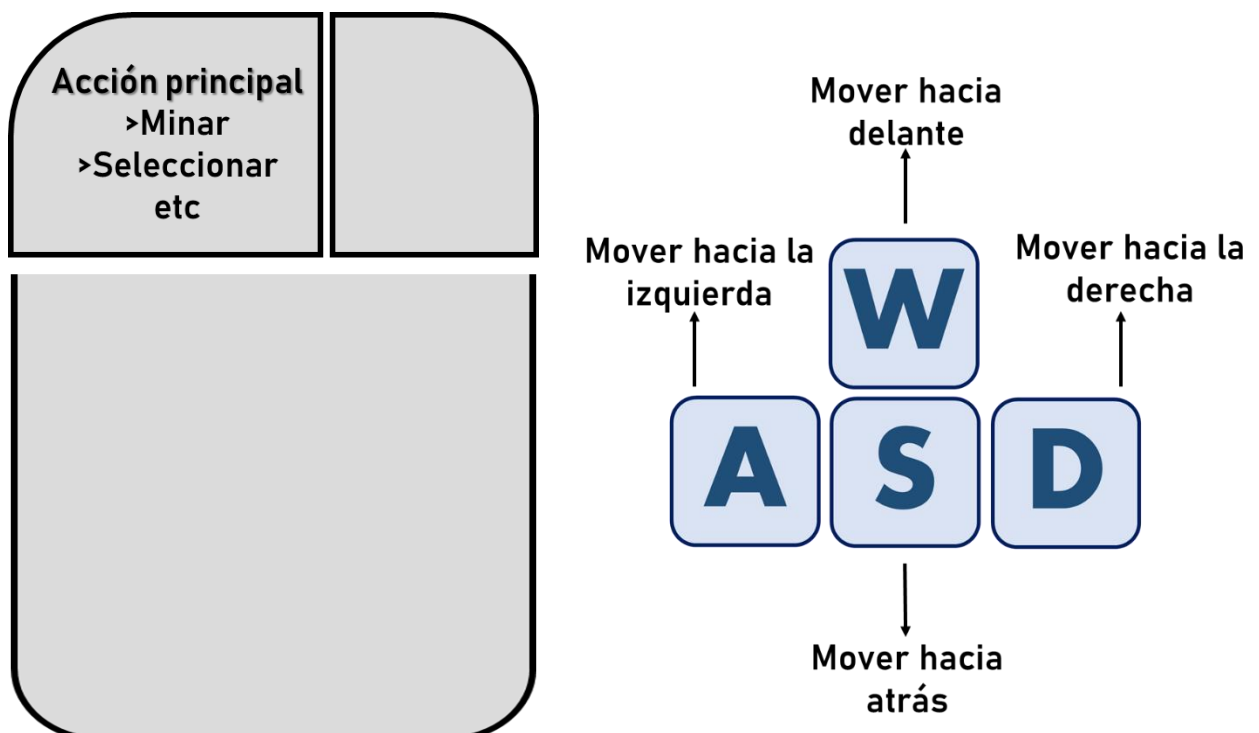 Acción principal
>Minar
>Seleccionar
etc
Mover hacia
delante
Mover hacia la
izquierda
Mover hacia la
derecha
W
A S D
Mover hacia
atrás